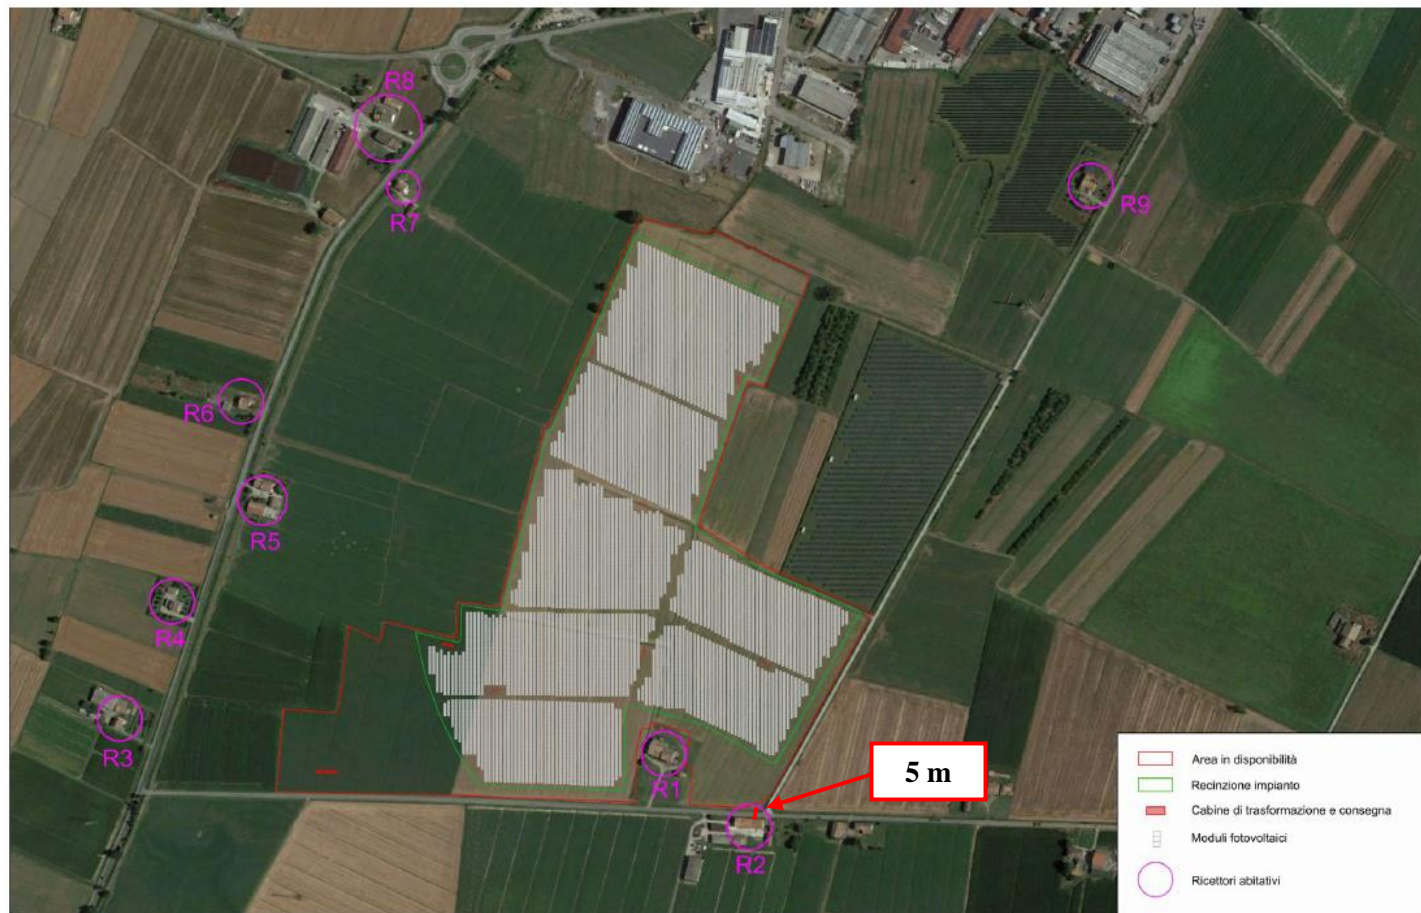 R8
R7
R9
R6
R5
R4
R3
R1
5 m
R2
Area in disponibilità
Recinzione impianto
Cabine di trasformazione e consegna
Moduli fotovoltaici
Ricettori abitativi